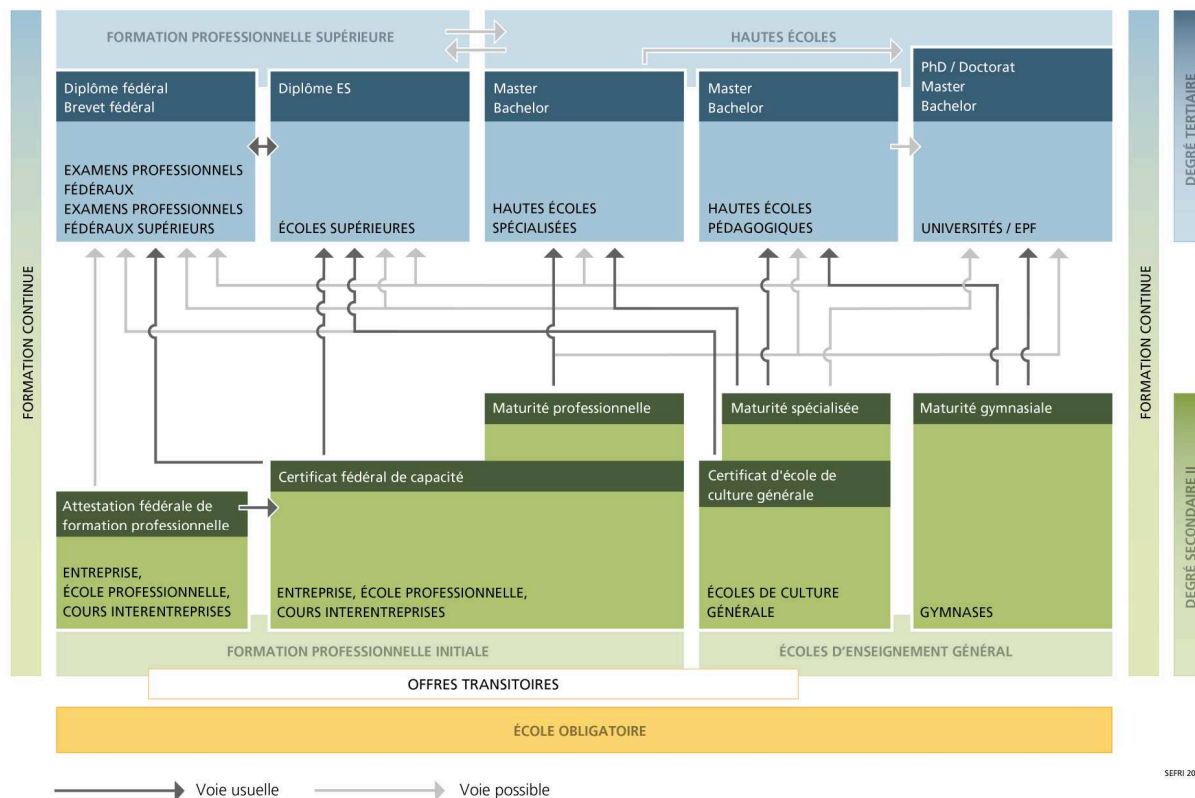 FORMATION PROFESSIONNELLE SUPÉRIEURE
HAUTES ÉCOLES
Diplôme fédéral
Brevet fédéral
EXAMENS PROFESSIONNELS
FÉDÉRAUX
EXAMENS PROFESSIONNELS
FÉDÉRAUX SUPÉRIEURS
Diplôme ES
ÉCOLES SUPÉRIEURES
Master
Bachelor
HAUTES ÉCOLES
SPÉCIALISÉES
Master
Bachelor
HAUTES ÉCOLES
PÉDAGOGIQUES
PhD / Doctorat
Master
Bachelor
UNIVERSITÉS / EPF
DEGRÉ TERTIAIRE
FORMATION CONTINUE
FORMATION CONTINUE
Maturité professionnelle
Maturité spécialisée
Maturité gymnasiale
Certificat fédéral de capacité
Certificat d'école de
culture générale
Attestation fédérale de
formation professionnelle
ENTREPRISE,
ÉCOLE PROFESSIONNELLE,
COURS INTERENTREPRISES
ENTREPRISE, ÉCOLE PROFESSIONNELLE,
COURS INTERENTREPRISES
ÉCOLES DE CULTURE
GÉNÉRALE
GYMNASES
DEGRÉ SECONDAIRE II
FORMATION PROFESSIONNELLE INITIALE
ÉCOLES D'ENSEIGNEMENT GÉNÉRAL
OFFRES TRANSITOIRES
ÉCOLE OBLIGATOIRE
Voie usuelle
Voie possible
SEFRI 20